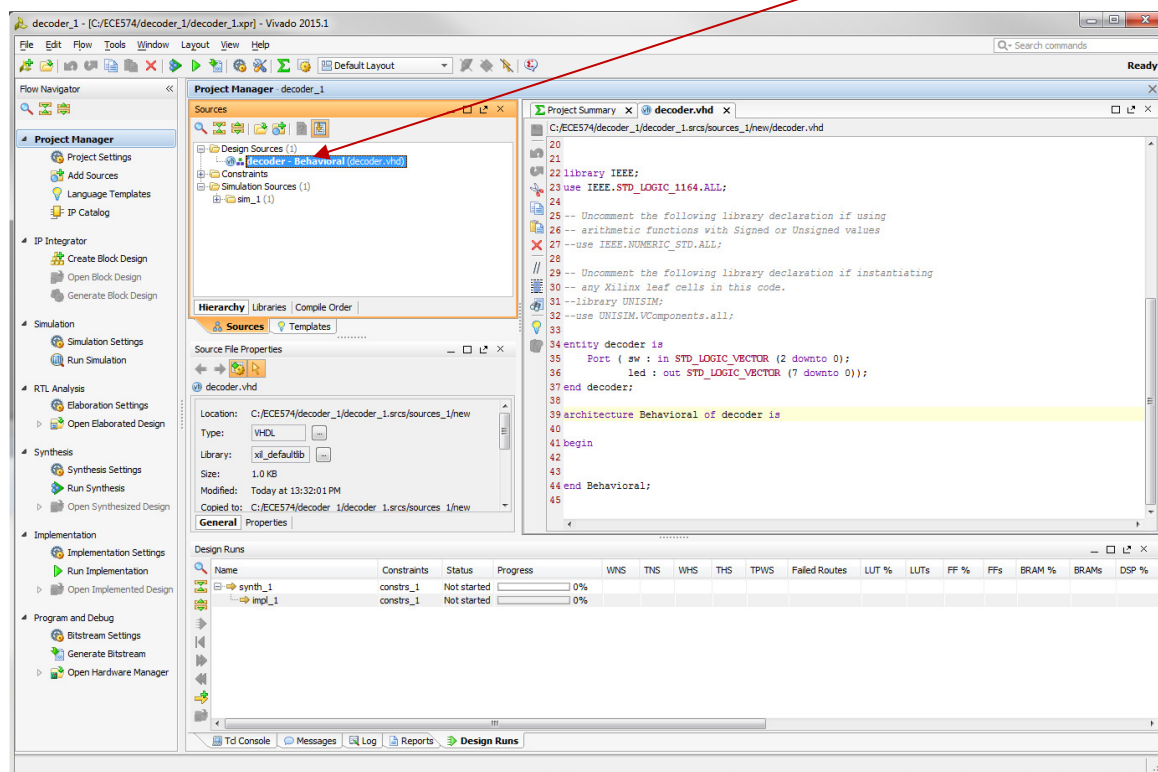 decoder_1 - [C:/ECE574/decoder_1/decoder_1.xpr] - Vivado 2015.1
File Edit Flow Tools Window Layout View Help
Search commands
Default Layout
Ready
Flow Navigator
Project Manager
Project Settings
Add Sources
Language Templates
IP Catalog
IP Integrator
Create Block Design
Open Block Design
Generate Block Design
Simulation
Simulation Settings
Run Simulation
RTL Analysis
Elaboration Settings
Open Elaborated Design
Synthesis
Synthesis Settings
Run Synthesis
Open Synthesized Design
Implementation
Implementation Settings
Run Implementation
Open Implemented Design
Program and Debug
Bitstream Settings
Generate Bitstream
Open Hardware Manager
Project Manager - decoder_1
Sources
Design Sources (1)
decoder - Behavioral (decoder.vhd)
Constraints
Simulation Sources (1)
sim_1 (1)
Hierarchy Libraries Compile Order
Sources Templates
Source File Properties
decoder.vhd
Location: C:/ECE574/decoder_1/decoder_1.srcs/sources_1/new
Type: VHDL
Library: xil_defaultlib
Size: 1.0 KB
Modified: Today at 13:32:01 PM
Copied to: C:/ECE574/decoder_1/decoder_1.srcs/sources_1/new
General Properties
Project Summary decoder.vhd
C:/ECE574/decoder_1/decoder_1.srcs/sources_1/new/decoder.vhd
20
21
22 library IEEE;
23 use IEEE.STD_LOGIC_1164.ALL;
24
25 -- Uncomment the following library declaration if using
26 -- arithmetic functions with Signed or Unsigned values
27 --use IEEE.NUMERIC_STD.ALL;
28
29 -- Uncomment the following library declaration if instantiating
30 -- any Xilinx leaf cells in this code.
31 --library UNISIM;
32 --use UNISIM.VComponents.all;
33
34 entity decoder is
35 Port ( sw : in STD_LOGIC_VECTOR (2 downto 0);
36 led : out STD_LOGIC_VECTOR (7 downto 0));
37 end decoder;
38
39 architecture Behavioral of decoder is
40
41 begin
42
43
44 end Behavioral;
45
Design Runs
Name Constraints Status Progress WNS TNS WHS THS TPWS Failed Routes LUT % LUTs FF % FFs BRAM % BRAMs DSP %
synth_1 constrs_1 Not started 0%
impl_1 constrs_1 Not started 0%
Tcl Console Messages Log Reports Design Runs